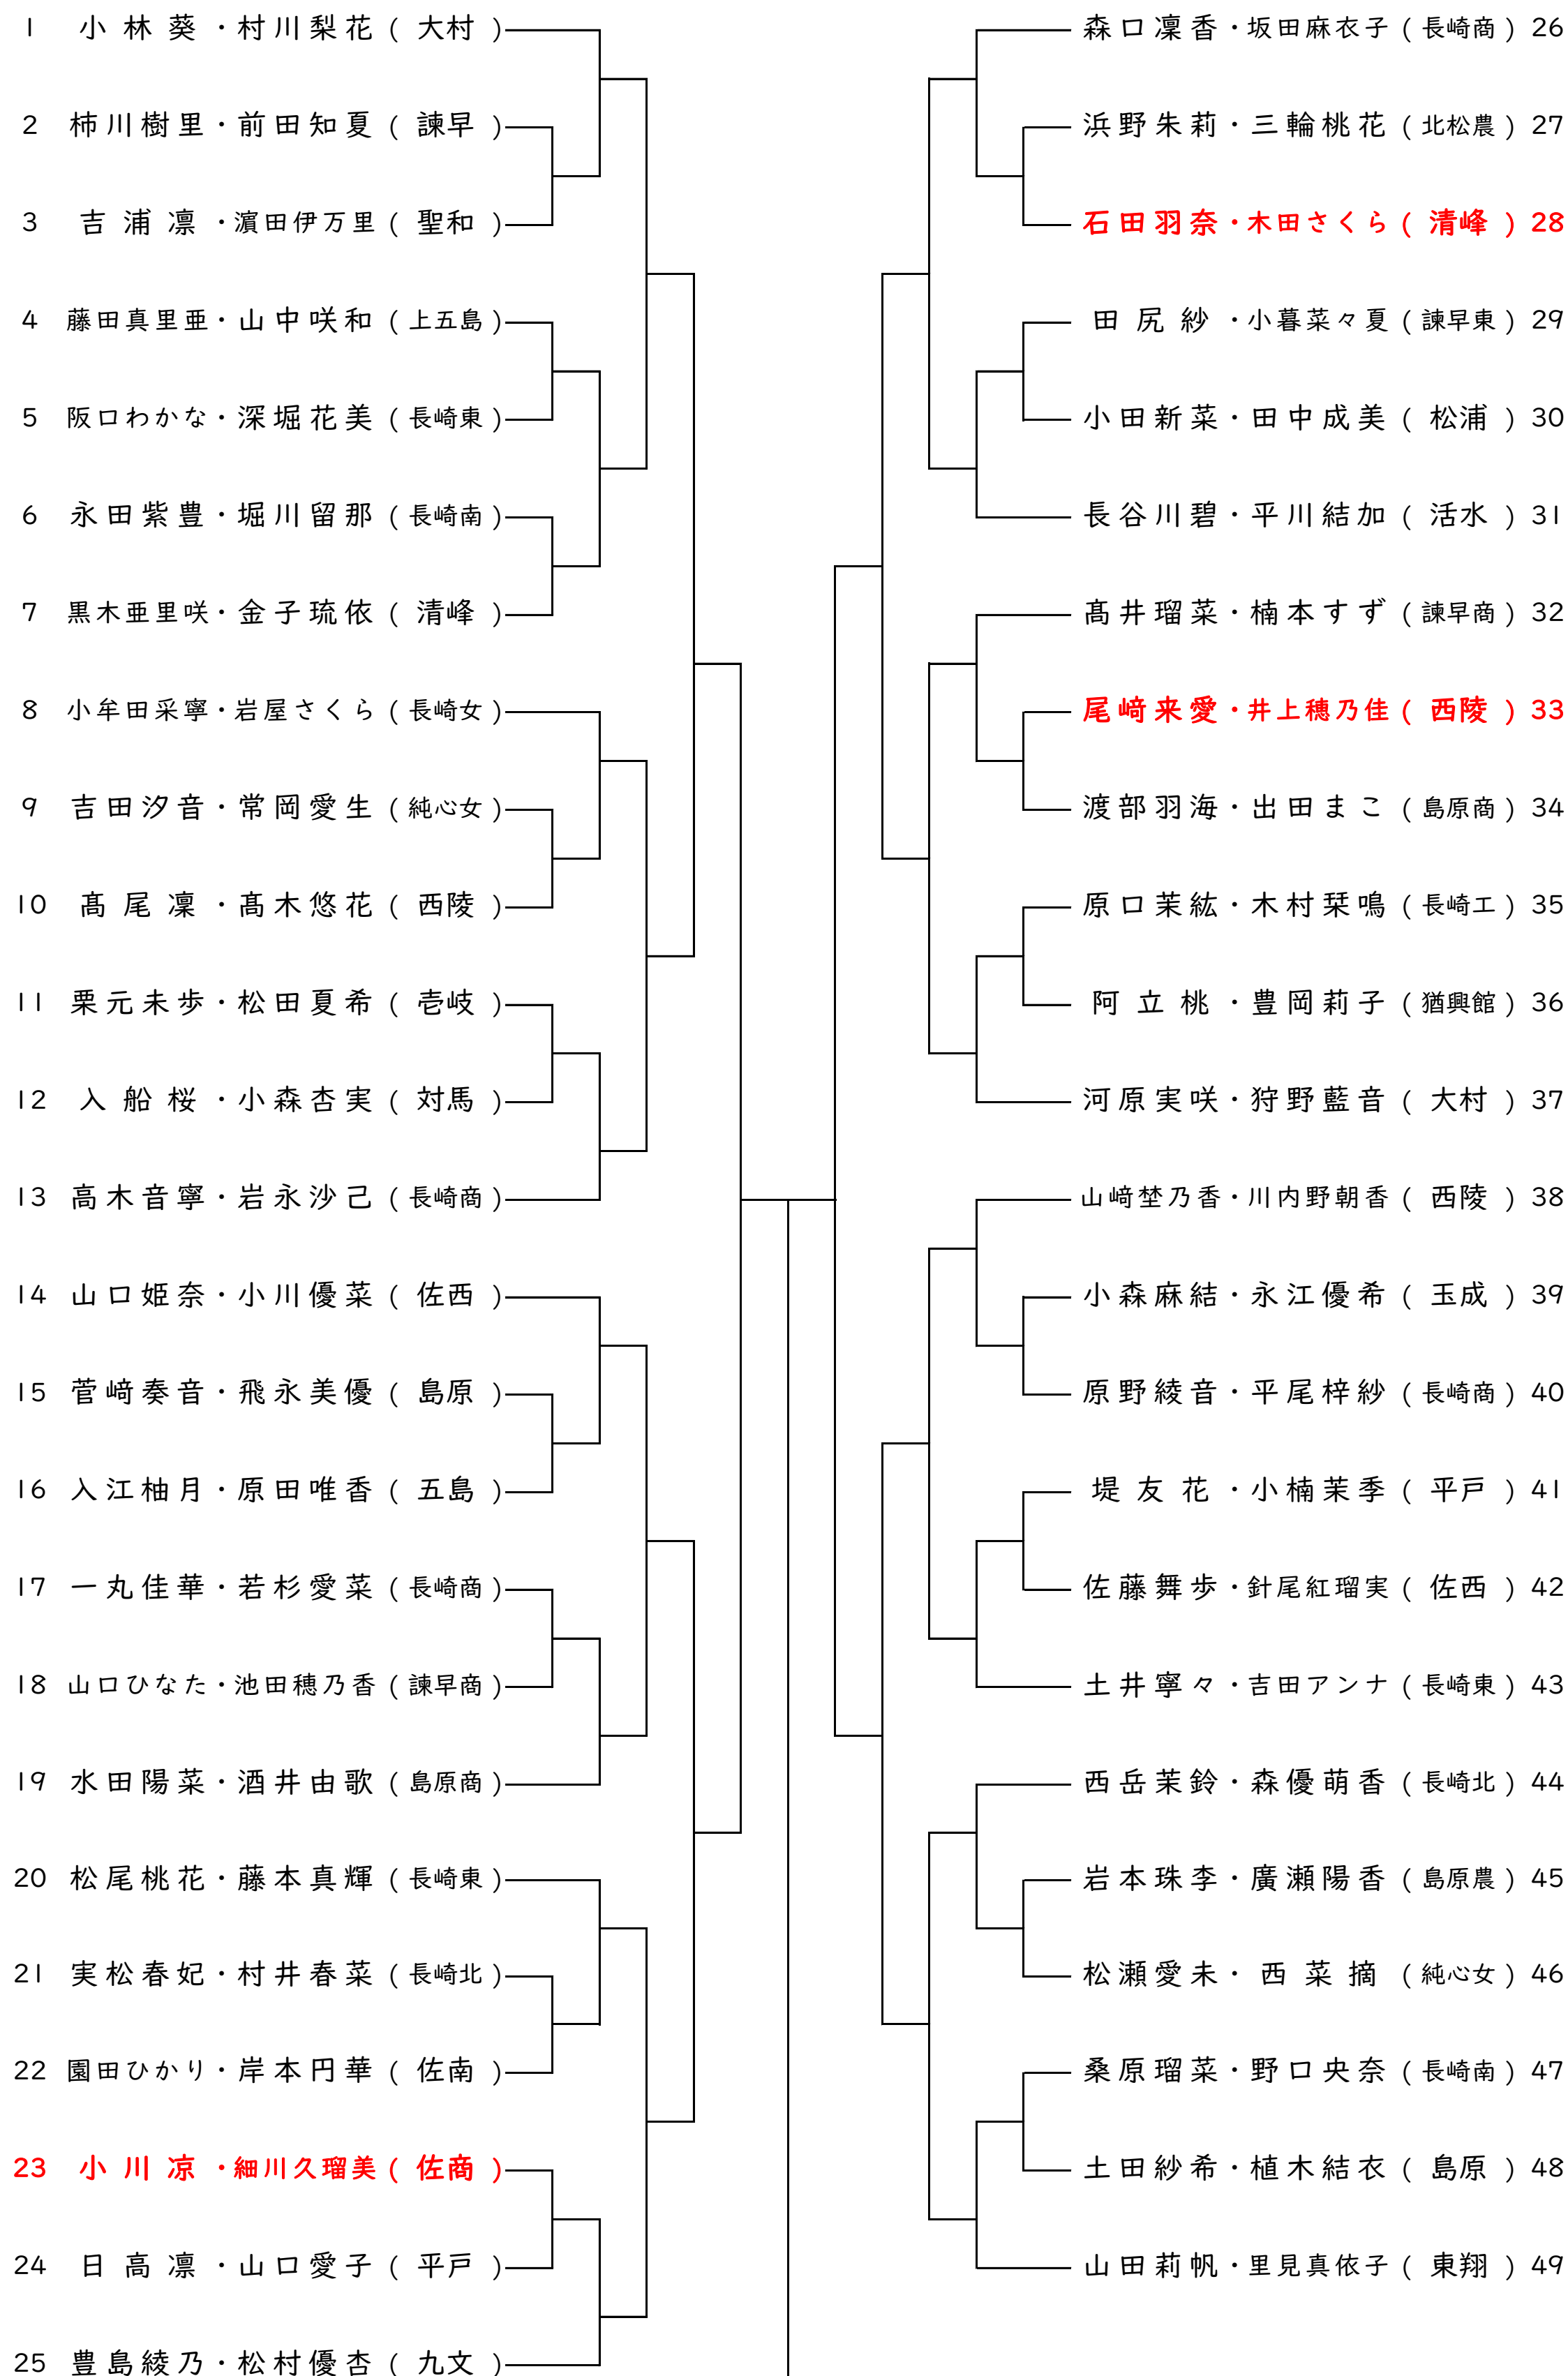 1 小林葵・村川梨花 ( 大村 )
2 柿川樹里・前田知夏 ( 諫早 )
3 吉浦凛・濵田伊万里 ( 聖和 )
4 藤田真里亜・山中咲和 ( 上五島 )
5 阪口わかな・深堀花美 ( 長崎東 )
6 永田紫豊・堀川留那 ( 長崎南 )
7 黒木亜里咲・金子琉依 ( 清峰 )
8 小牟田采寧・岩屋さくら ( 長崎女 )
9 吉田汐音・常岡愛生 ( 純心女 )
10 髙尾凜・髙木悠花 ( 西陵 )
11 栗元未歩・松田夏希 ( 壱岐 )
12 入船桜・小森杏実 ( 対馬 )
13 高木音寧・岩永沙己 ( 長崎商 )
14 山口姫奈・小川優菜 ( 佐西 )
15 菅﨑奏音・飛永美優 ( 島原 )
16 入江柚月・原田唯香 ( 五島 )
17 一丸佳華・若杉愛菜 ( 長崎商 )
18 山口ひなた・池田穂乃香 ( 諫早商 )
19 水田陽菜・酒井由歌 ( 島原商 )
20 松尾桃花・藤本真輝 ( 長崎東 )
21 実松春妃・村井春菜 ( 長崎北 )
22 園田ひかり・岸本円華 ( 佐南 )
23 小川凉・細川久瑠美 ( 佐商 )
24 日高凛・山口愛子 ( 平戸 )
25 豊島綾乃・松村優杏 ( 九文 )
森口凜香・坂田麻衣子 ( 長崎商 ) 26
浜野朱莉・三輪桃花 ( 北松農 ) 27
石田羽奈・木田さくら ( 清峰 ) 28
田尻紗・小暮菜々夏 ( 諫早東 ) 29
小田新菜・田中成美 ( 松浦 ) 30
長谷川碧・平川結加 ( 活水 ) 31
髙井瑠菜・楠本すず ( 諫早商 ) 32
尾﨑来愛・井上穂乃佳 ( 西陵 ) 33
渡部羽海・出田まこ ( 島原商 ) 34
原口茉紘・木村栞鳴 ( 長崎工 ) 35
阿立桃・豊岡莉子 ( 猶興館 ) 36
河原実咲・狩野藍音 ( 大村 ) 37
山﨑埜乃香・川内野朝香 ( 西陵 ) 38
小森麻結・永江優希 ( 玉成 ) 39
原野綾音・平尾梓紗 ( 長崎商 ) 40
堤友花・小楠茉季 ( 平戸 ) 41
佐藤舞歩・針尾紅瑠実 ( 佐西 ) 42
土井寧々・吉田アンナ ( 長崎東 ) 43
西岳茉鈴・森優萌香 ( 長崎北 ) 44
岩本珠李・廣瀬陽香 ( 島原農 ) 45
松瀬愛未・西菜摘 ( 純心女 ) 46
桑原瑠菜・野口央奈 ( 長崎南 ) 47
土田紗希・植木結衣 ( 島原 ) 48
山田莉帆・里見真依子 ( 東翔 ) 49